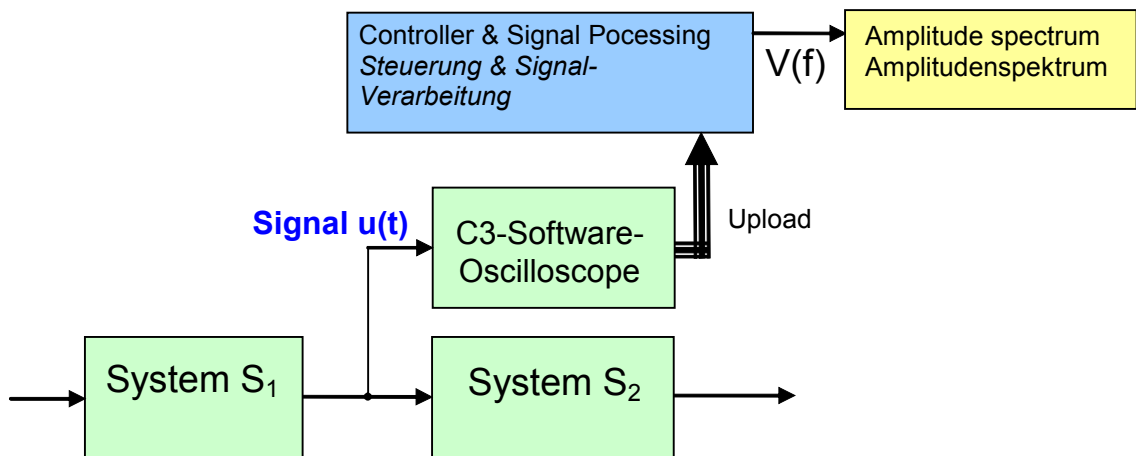 Controller & Signal Pocessing
Steuerung & Signal-
Verarbeitung
V(f)
Amplitude spectrum
Amplitudenspektrum
Signal u(t)
C3-Software-
Oscilloscope
Upload
System S₁
System S₂